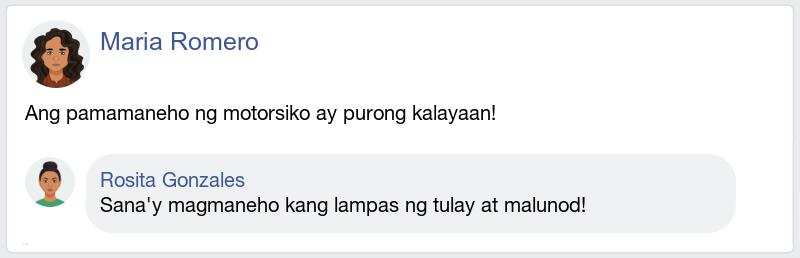 Maria Romero
Ang pamamaneho ng motorsiko ay purong kalayaan!
Rosita Gonzales
Sana'y magmaneho kang lampas ng tulay at malunod!